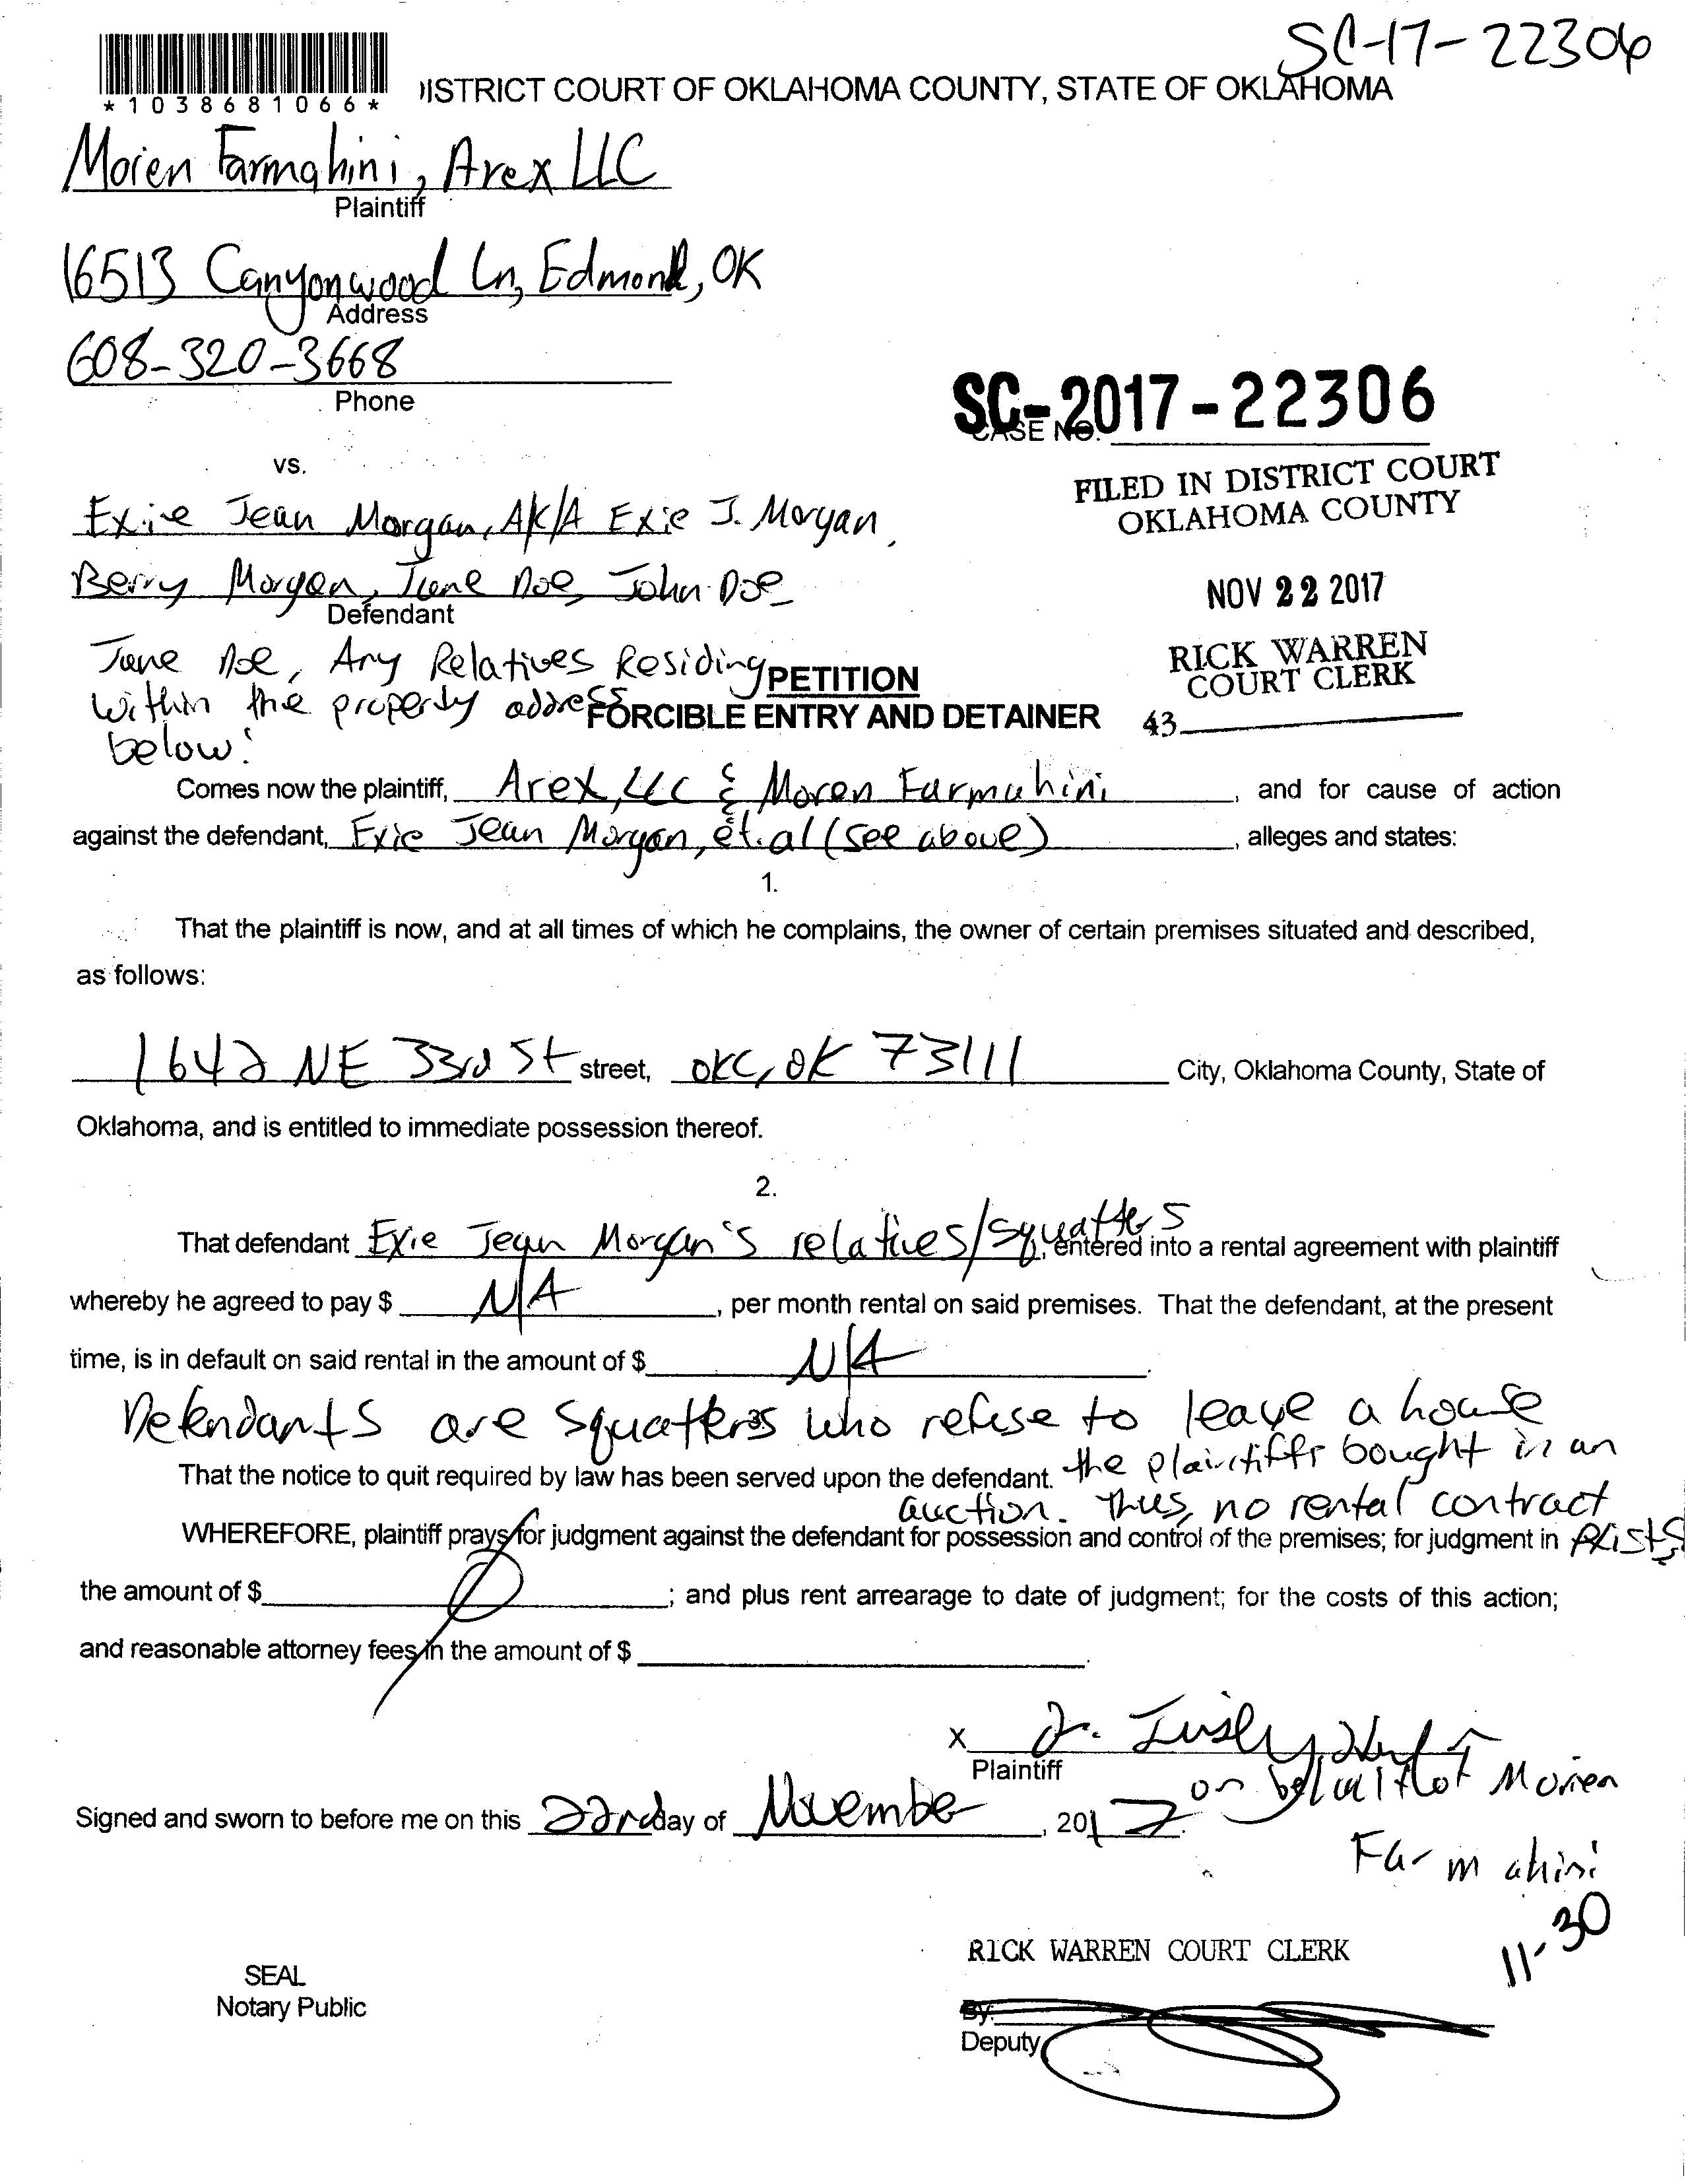 SC-17-22306
*1038681066*
DISTRICT COURT OF OKLAHOMA COUNTY, STATE OF OKLAHOMA
Moien Farmahini, Arex LLC
Plaintiff
16513 Canyonwood Ln, Edmond, OK
Address
608-320-3668
Phone
SC-2017-22306
CASE NO.
vs.
FILED IN DISTRICT COURT
OKLAHOMA COUNTY
Exie Jean Morgan, AK/A Exie J. Morgan,
Berry Morgan, Jane Doe, John Doe
Defendant
NOV 22 2017
Jane Doe, Any Relatives Residing
within the property address
below:
RICK WARREN
COURT CLERK
43
PETITION
FORCIBLE ENTRY AND DETAINER
Comes now the plaintiff, Arex, LLC & Moien Farmahini, and for cause of action
against the defendant, Exie Jean Morgan, et.al (see above), alleges and states:
1.
That the plaintiff is now, and at all times of which he complains, the owner of certain premises situated and described,
as follows:
1642 NE 33rd St street, OKC, OK 73111 City, Oklahoma County, State of
Oklahoma, and is entitled to immediate possession thereof.
2.
That defendant Exie Jean Morgan's relatives/squatters, entered into a rental agreement with plaintiff
whereby he agreed to pay $ N/A, per month rental on said premises. That the defendant, at the present
time, is in default on said rental in the amount of $ N/A.
Defendants are squatters who refuse to leave a house
the plaintiffs bought in an
That the notice to quit required by law has been served upon the defendant.
auction. Thus, no rental contract
exists
WHEREFORE, plaintiff prays for judgment against the defendant for possession and control of the premises; for judgment in
the amount of $ ; and plus rent arrearage to date of judgment; for the costs of this action;
and reasonable attorney fees in the amount of $ .
X
Plaintiff
on behalf of Moien
Farmahini
Signed and sworn to before me on this 22nd day of November, 2017.
11-30
RICK WARREN COURT CLERK
SEAL
Notary Public
By:
Deputy